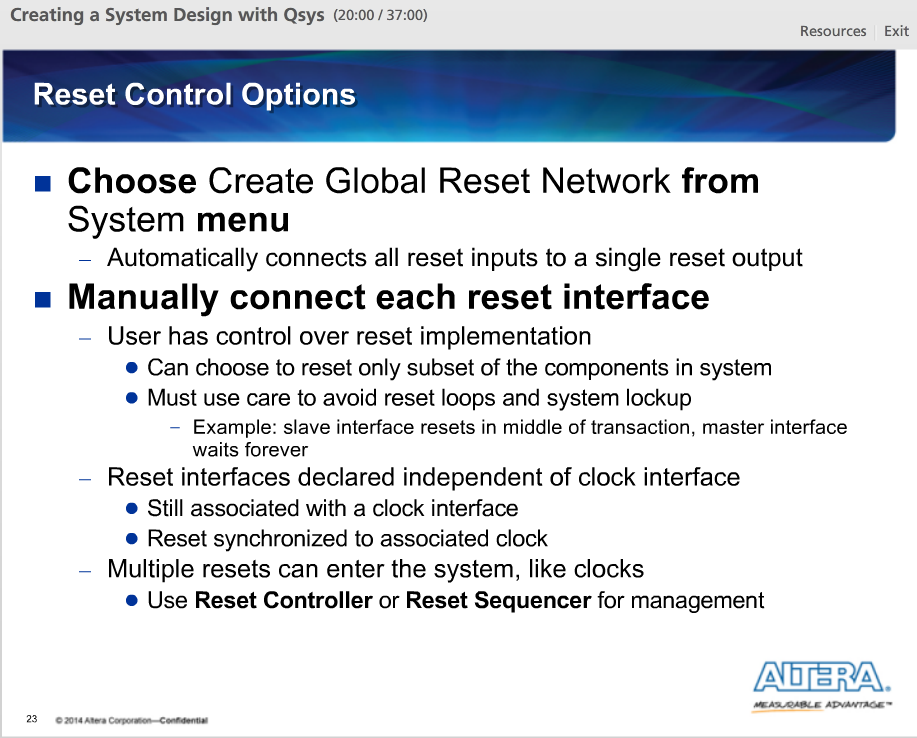 Creating a System Design with Qsys (20:00 / 37:00)
Resources Exit
Reset Control Options
Choose Create Global Reset Network from
System menu
– Automatically connects all reset inputs to a single reset output
Manually connect each reset interface
– User has control over reset implementation
Can choose to reset only subset of the components in system
Must use care to avoid reset loops and system lockup
– Example: slave interface resets in middle of transaction, master interface
waits forever
– Reset interfaces declared independent of clock interface
Still associated with a clock interface
Reset synchronized to associated clock
– Multiple resets can enter the system, like clocks
Use Reset Controller or Reset Sequencer for management
ALTERA®
MEASURABLE ADVANTAGE™
23 © 2014 Altera Corporation—Confidential